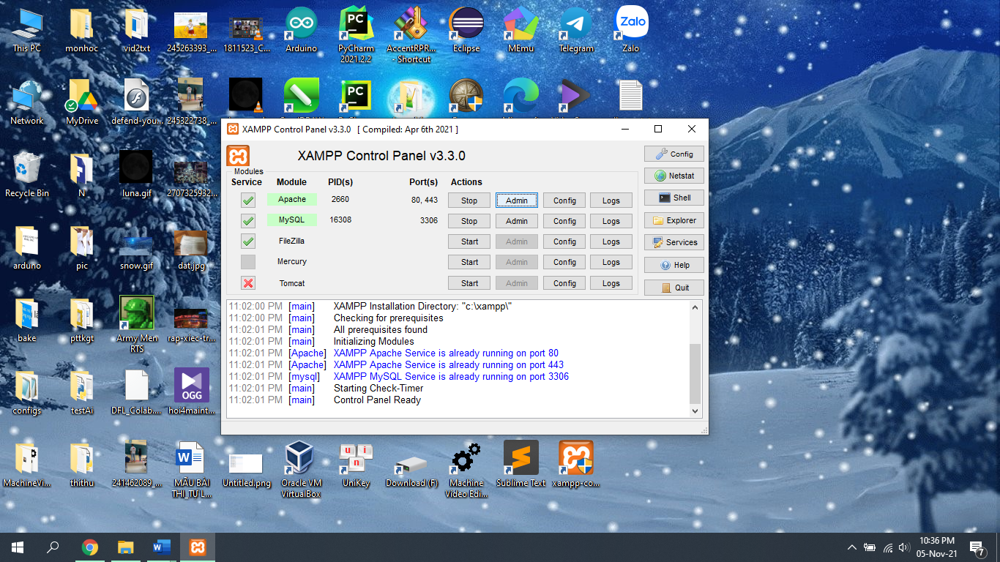 This PC
monhoc
vid2txt
245263393_...
1811523_C...
Arduino
PyCharm
2021.2.2
AccentRPR...
- Shortcut
Eclipse
MEmu
Telegram
Zalo
Zalo
Network
MyDrive
defend-you...
245322738_...
XAMPP Control Panel v3.3.0 [ Compiled: Apr 6th 2021 ]
XAMPP Control Panel v3.3.0
Config
Modules
Service Module PID(s) Port(s) Actions
Netstat
Apache 2660 80, 443 Stop Admin Config Logs
Shell
MySQL 16308 3306 Stop Admin Config Logs
Explorer
FileZilla Start Admin Config Logs
Services
Mercury Start Admin Config Logs
Help
Tomcat Start Admin Config Logs
Quit
11:02:00 PM [main] XAMPP Installation Directory: "c:\xampp\"
11:02:00 PM [main] Checking for prerequisites
11:02:01 PM [main] All prerequisites found
11:02:01 PM [main] Initializing Modules
11:02:01 PM [Apache] XAMPP Apache Service is already running on port 80
11:02:01 PM [Apache] XAMPP Apache Service is already running on port 443
11:02:01 PM [mysql] XAMPP MySQL Service is already running on port 3306
11:02:01 PM [main] Starting Check-Timer
11:02:01 PM [main] Control Panel Ready
Recycle Bin
N
luna.gif
2707325932...
arduno
pic
snow.gif
dat.jpg
bake
pttkgt
Army Men
RTS
rap-xiec-tr...
configs
testAi
DFL_Colab....
OGG
hoi4maint...
MachineVi...
thithu
241462089_...
MẪU BÀI
THI_TỰ L...
Untitled.png
Oracle VM
VirtualBox
UniKey
Download (F)
Machine
Video Edi...
Sublime Text
xampp-co...
10:36 PM
05-Nov-21
7